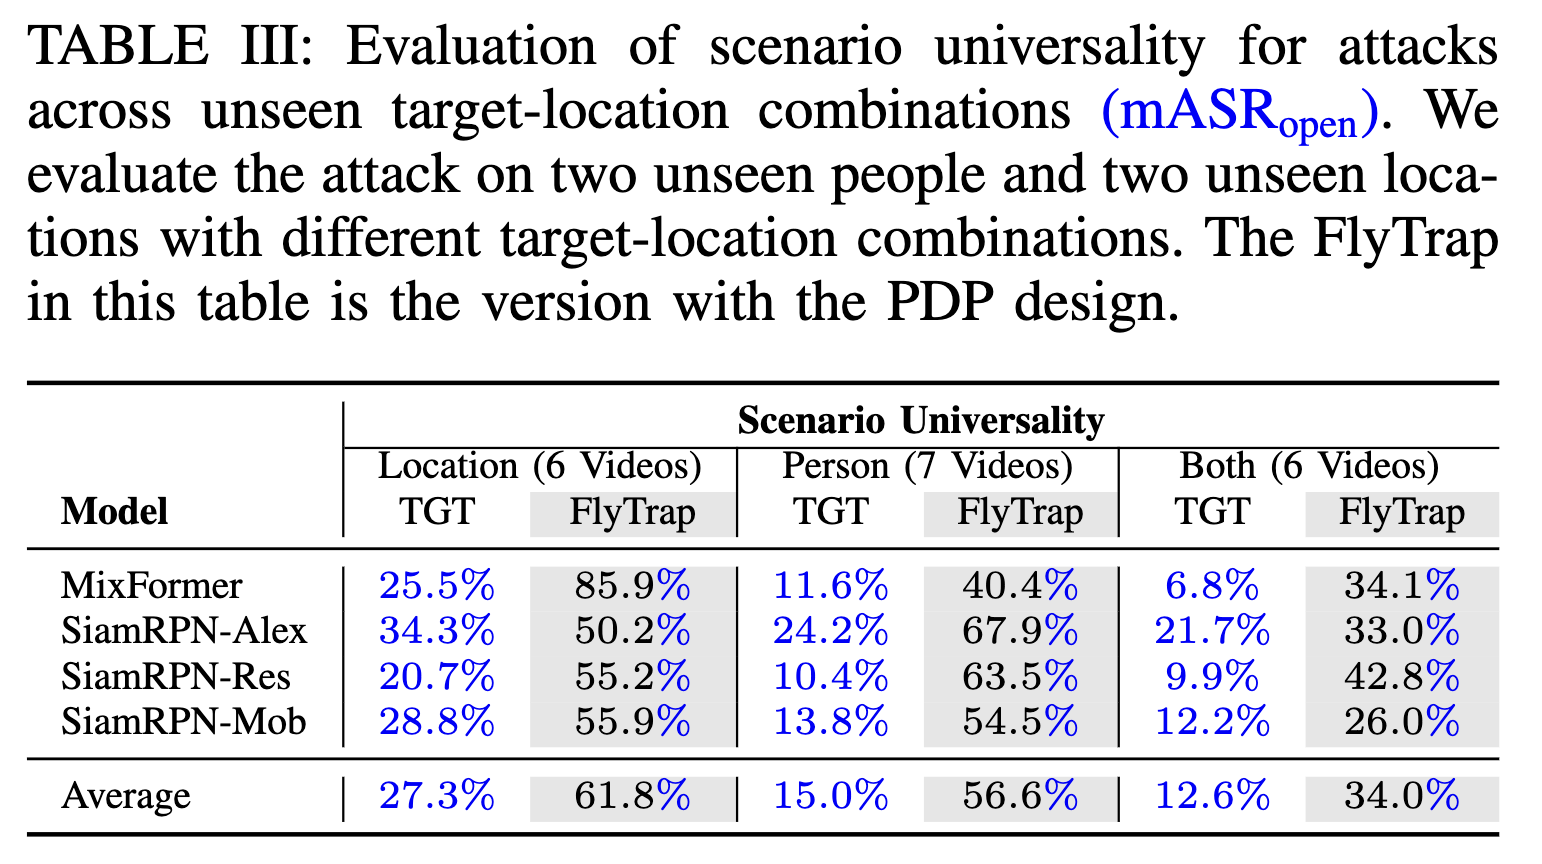 TABLE III: Evaluation of scenario universality for attacks
across unseen target-location combinations (mASRopen). We
evaluate the attack on two unseen people and two unseen loca-
tions with different target-location combinations. The FlyTrap
in this table is the version with the PDP design.
Scenario Universality
Location (6 Videos) Person (7 Videos) Both (6 Videos)
Model TGT FlyTrap TGT FlyTrap TGT FlyTrap
MixFormer 25.5% 85.9% 11.6% 40.4% 6.8% 34.1%
SiamRPN-Alex 34.3% 50.2% 24.2% 67.9% 21.7% 33.0%
SiamRPN-Res 20.7% 55.2% 10.4% 63.5% 9.9% 42.8%
SiamRPN-Mob 28.8% 55.9% 13.8% 54.5% 12.2% 26.0%
Average 27.3% 61.8% 15.0% 56.6% 12.6% 34.0%